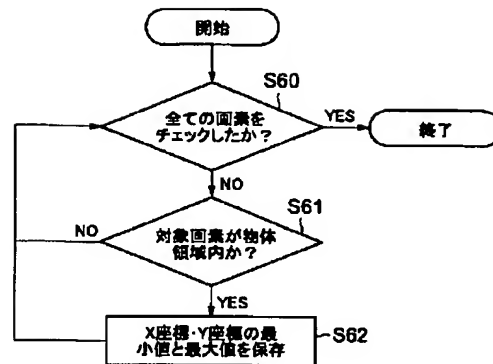 開始
S60
全ての画素を
チェックしたか？
YES
終了
NO
S61
対象画素が物体
領域内か？
NO
YES
X座標・Y座標の最
小値と最大値を保存
S62